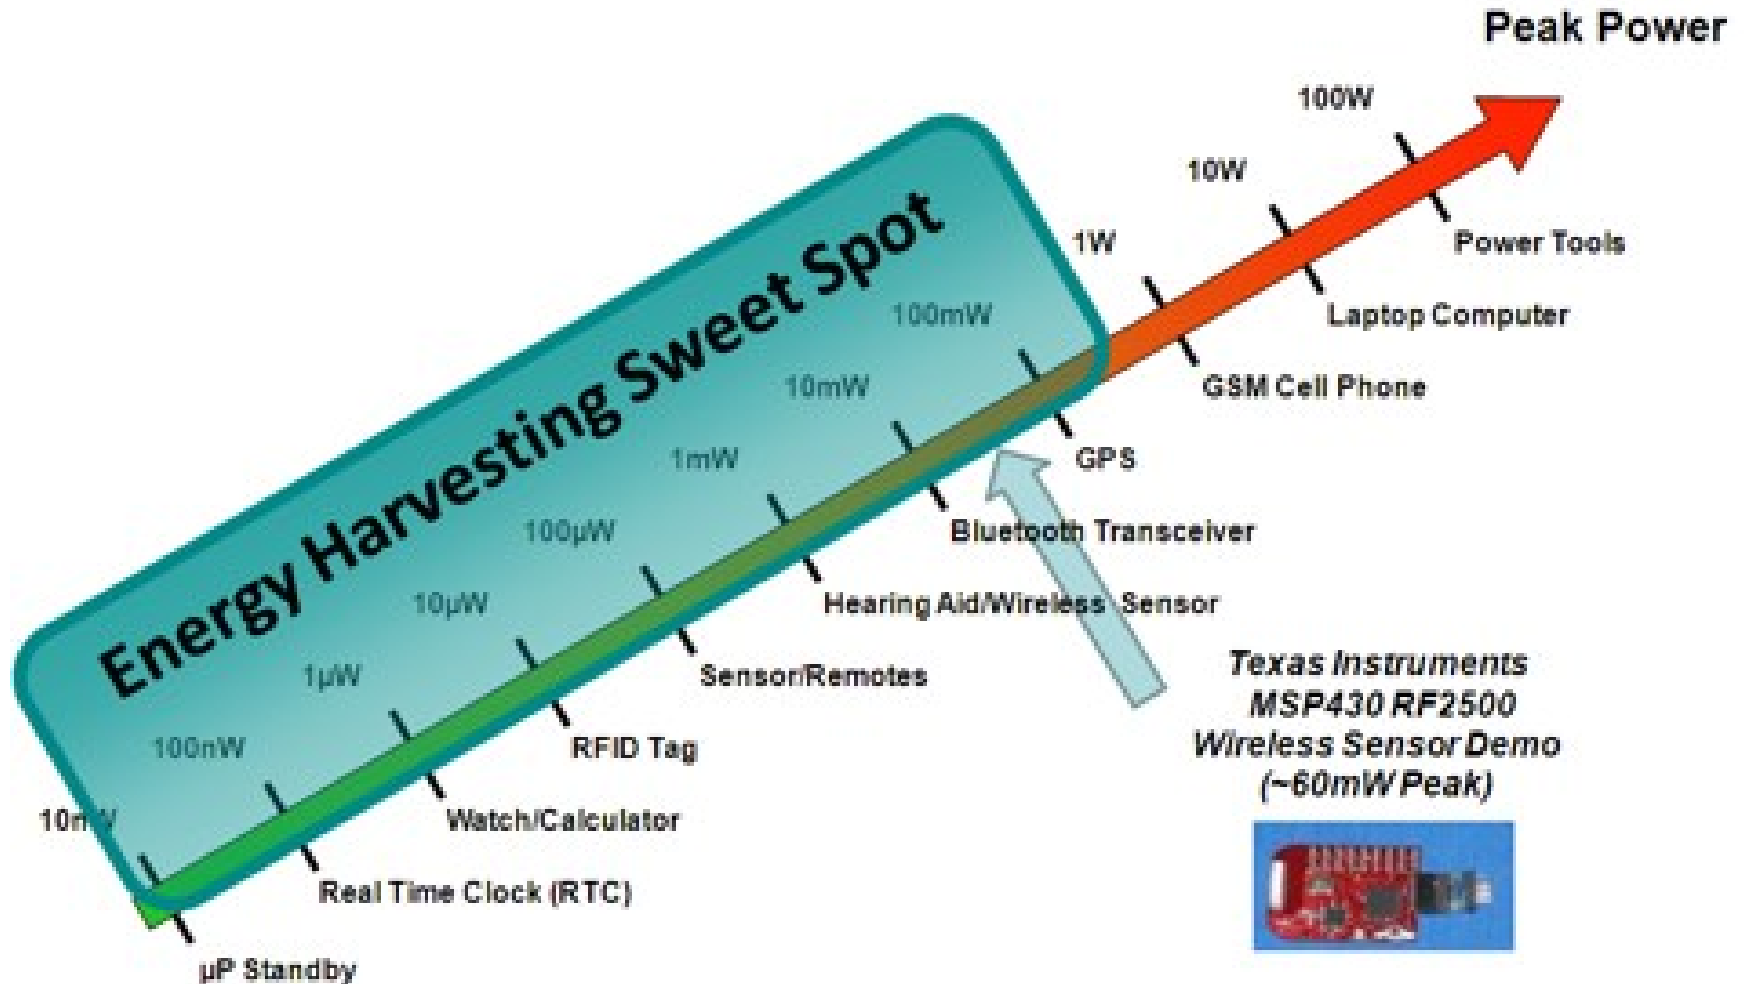 Peak Power
100W
10W
1W
100mW
10mW
1mW
100µW
10µW
1µW
100nW
10nW
Energy Harvesting Sweet Spot
Power Tools
Laptop Computer
GSM Cell Phone
GPS
Bluetooth Transceiver
Hearing Aid/Wireless Sensor
Sensor/Remotes
RFID Tag
Watch/Calculator
Real Time Clock (RTC)
µP Standby
Texas Instruments
MSP430 RF2500
Wireless Sensor Demo
(~60mW Peak)